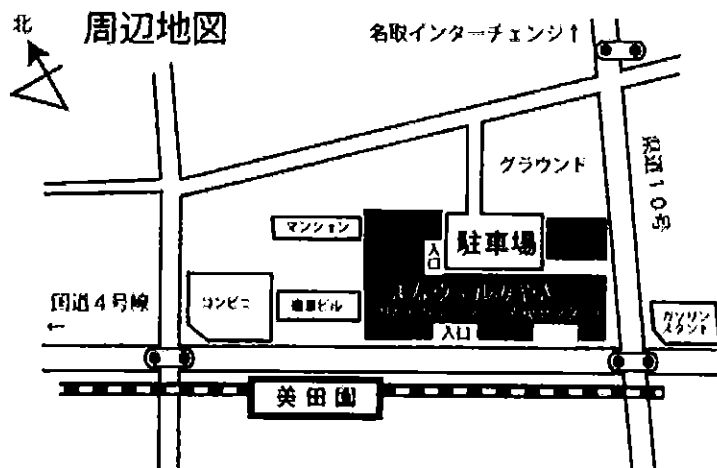 北
周辺地図
名取インターチェンジ↑
グラウンド
県道10号
マンション
入口
駐車場
国道4号線
←
コンビニ
ビル
入口
ガソリン
スタンド
美田園